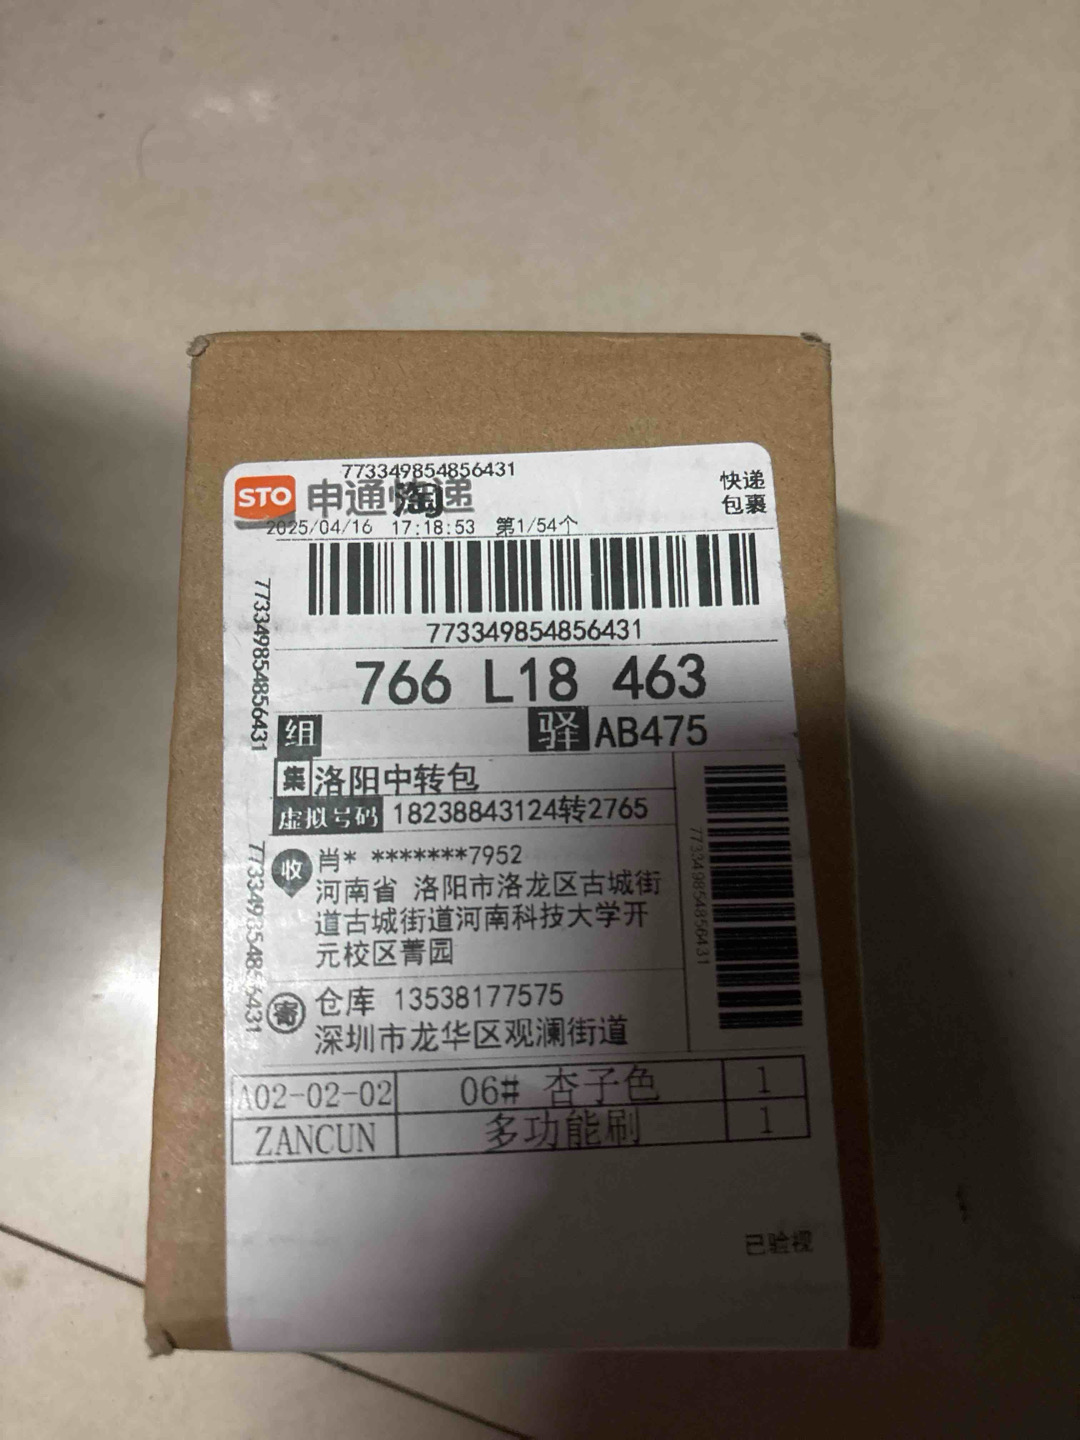 773349854856431
STO 申通快递
淘
快递
包裹
2025/04/16 17:18:53 第1/54个
773349854856431
773349854856431
766 L18 463
组
驿 AB475
集 洛阳中转包
虚拟号码 18238843124转2765
收 肖* *******7952
河南省 洛阳市洛龙区古城街
道古城街道河南科技大学开
元校区菁园
773349854856431
773349854856431
寄 仓库 13538177575
深圳市龙华区观澜街道
A02-02-02 06# 杏子色 1
ZANCUN 多功能刷 1
已验视